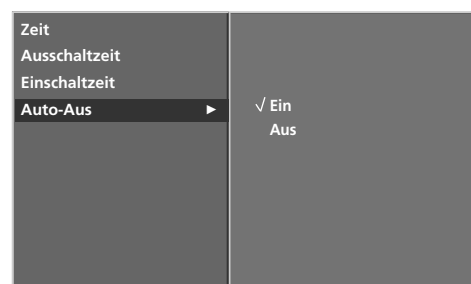 Zeit
Ausschaltzeit
Einschaltzeit
Auto-Aus ►
√ Ein
Aus